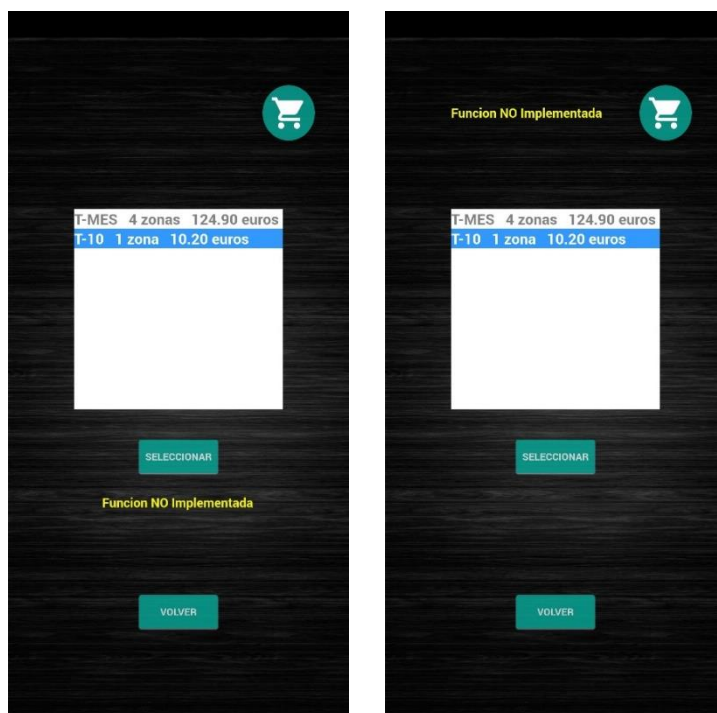 T-MES 4 zonas 124.90 euros
T-10 1 zona 10.20 euros
SELECCIONAR
Funcion NO Implementada
VOLVER
Funcion NO Implementada
T-MES 4 zonas 124.90 euros
T-10 1 zona 10.20 euros
SELECCIONAR
VOLVER